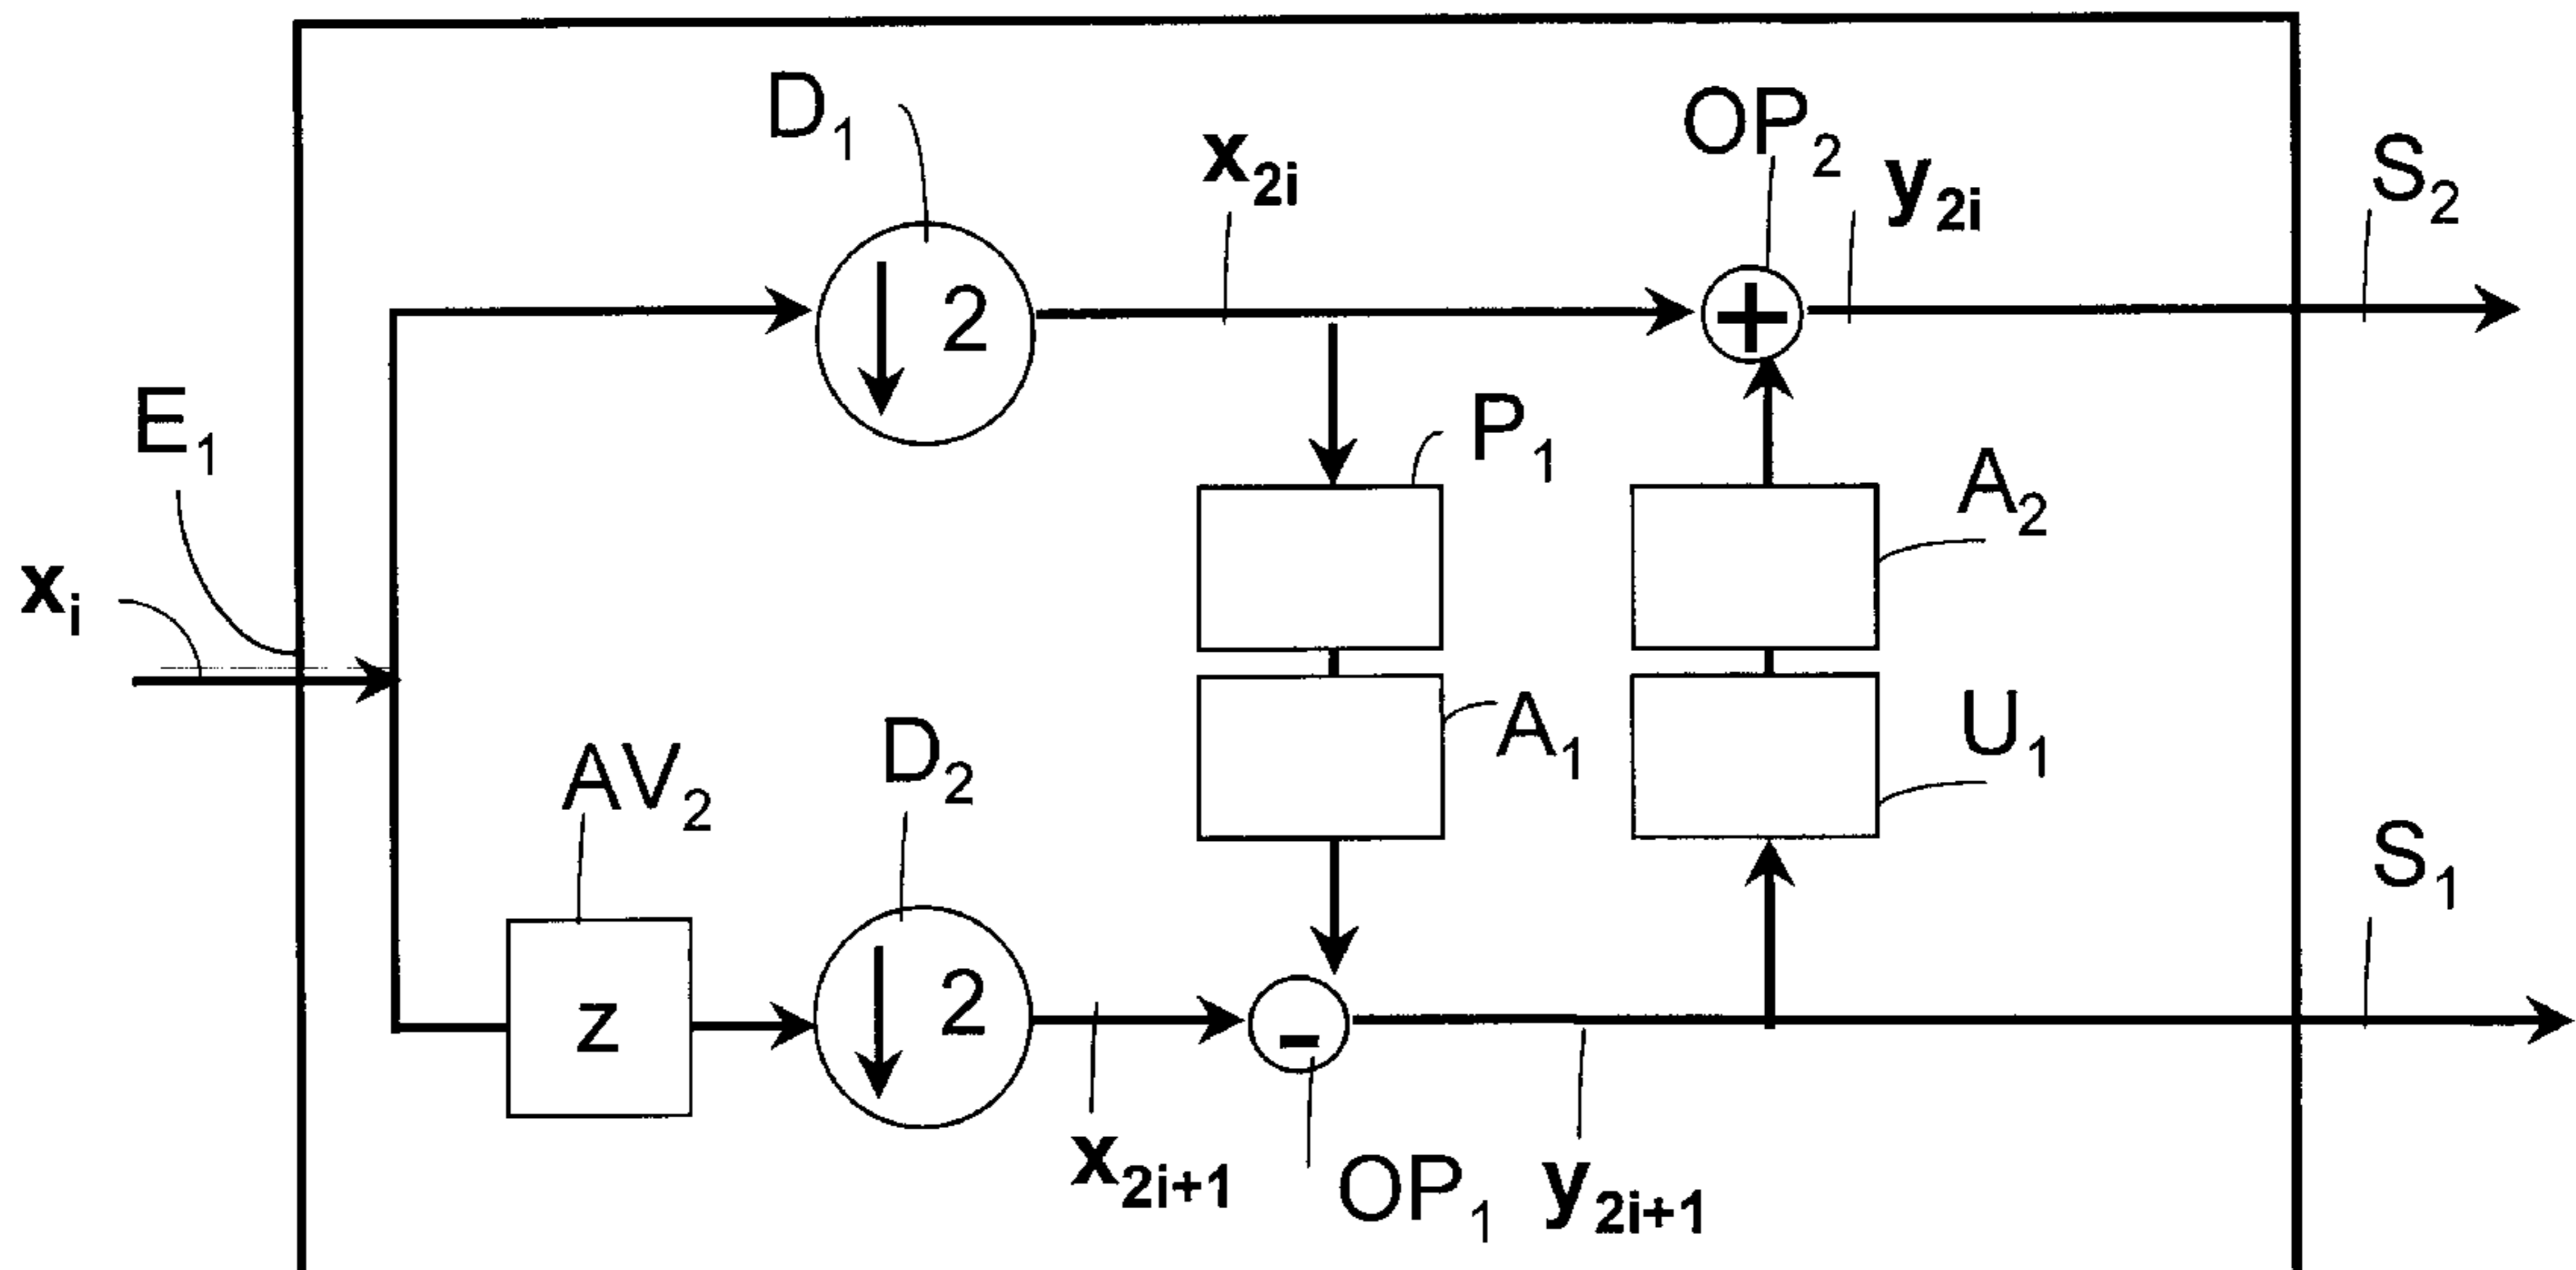 D₁
OP₂
x₂ᵢ
y₂ᵢ
S₂
2
+
E₁
P₁
A₂
xᵢ
A₁
U₁
AV₂
D₂
S₁
z
2
-
x₂ᵢ₊₁
OP₁
y₂ᵢ₊₁